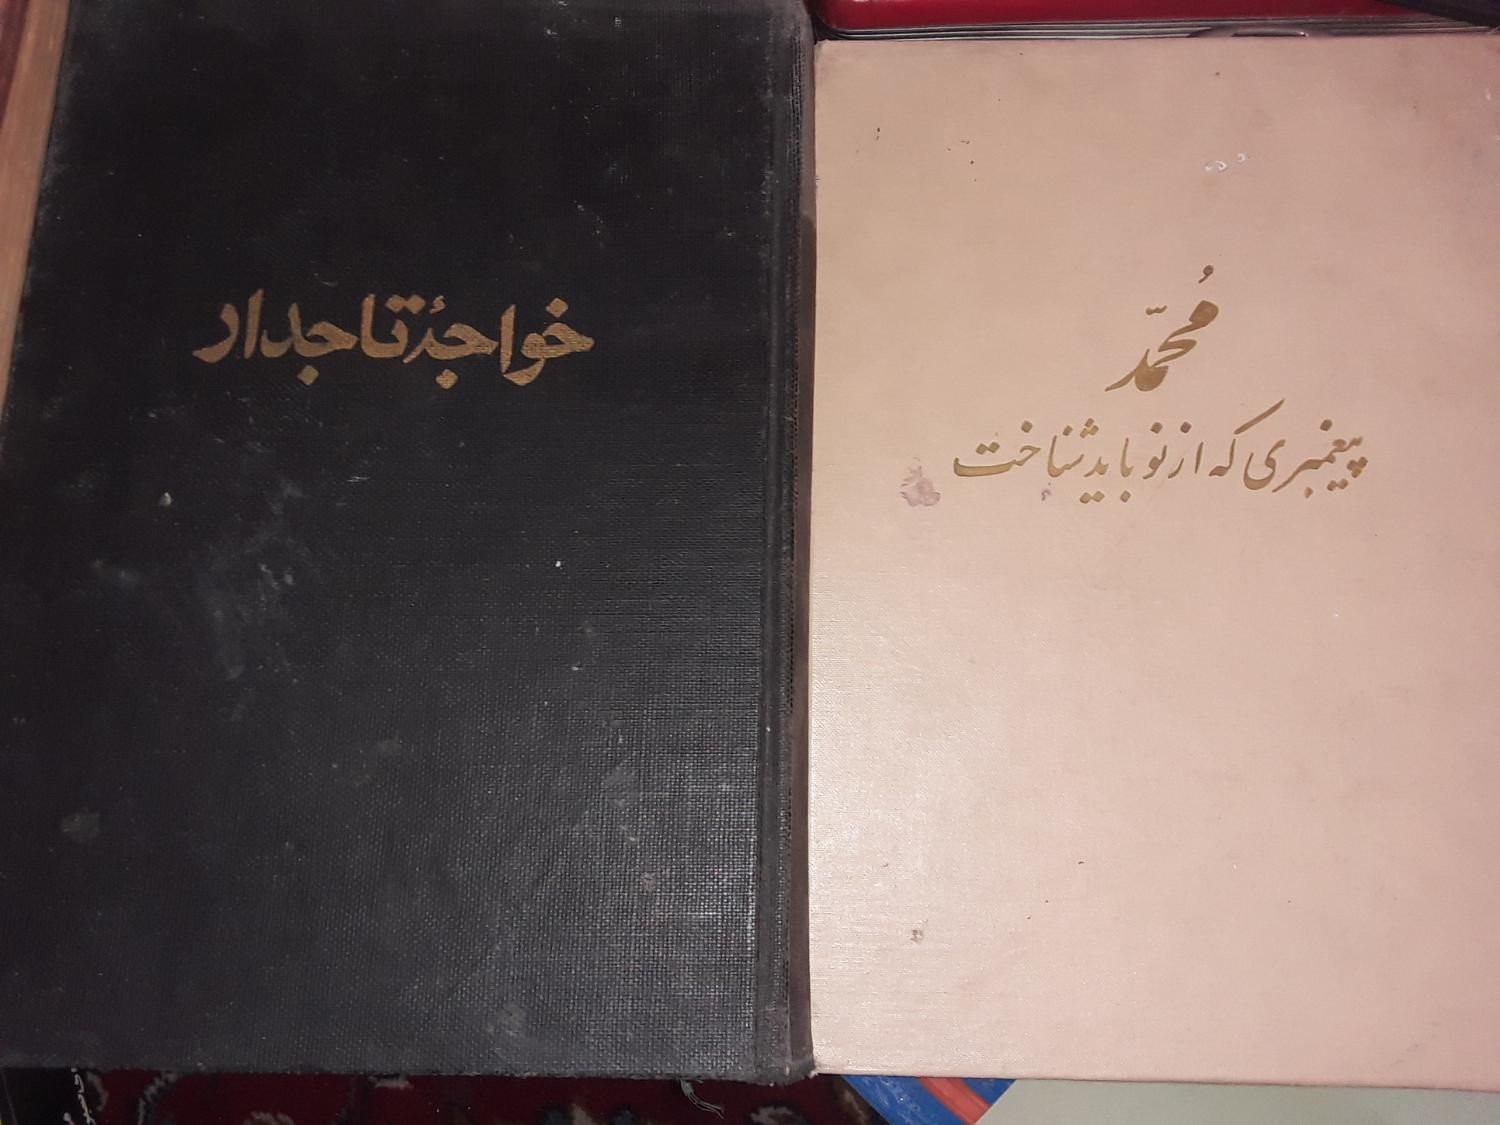 خواجهٔ تاجدار
مُحمّد
پیغمبری که از نو باید شناخت